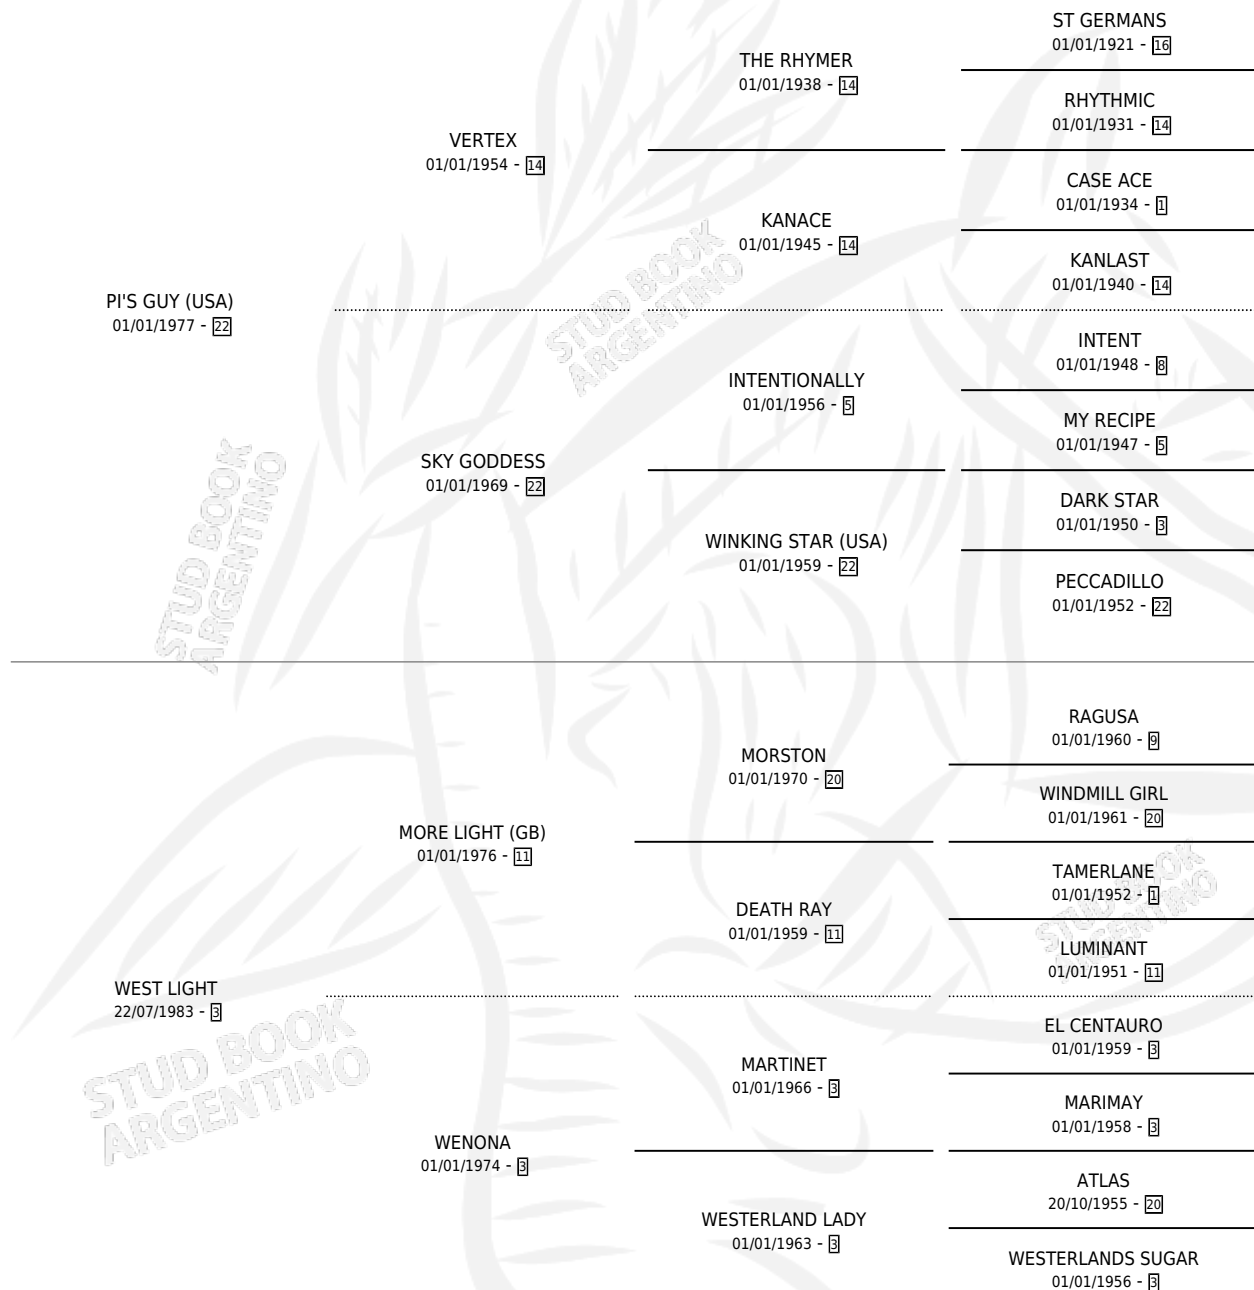 ST GERMANS
01/01/1921 - 16
THE RHYMER
01/01/1938 - 14
RHYTHMIC
01/01/1931 - 14
VERTEX
01/01/1954 - 14
CASE ACE
01/01/1934 - 1
KANACE
01/01/1945 - 14
KANLAST
01/01/1940 - 14
PI'S GUY (USA)
01/01/1977 - 22
INTENT
01/01/1948 - 8
INTENTIONALLY
01/01/1956 - 5
MY RECIPE
01/01/1947 - 5
SKY GODDESS
01/01/1969 - 22
DARK STAR
01/01/1950 - 3
WINKING STAR (USA)
01/01/1959 - 22
PECCADILLO
01/01/1952 - 22
RAGUSA
01/01/1960 - 9
MORSTON
01/01/1970 - 20
WINDMILL GIRL
01/01/1961 - 20
MORE LIGHT (GB)
01/01/1976 - 11
TAMERLANE
01/01/1952 - 1
DEATH RAY
01/01/1959 - 11
LUMINANT
01/01/1951 - 11
WEST LIGHT
22/07/1983 - 3
EL CENTAURO
01/01/1959 - 3
MARTINET
01/01/1966 - 3
MARIMAY
01/01/1958 - 3
WENONA
01/01/1974 - 3
ATLAS
20/10/1955 - 20
WESTERLAND LADY
01/01/1963 - 3
WESTERLANDS SUGAR
01/01/1956 - 3
STUD BOOK
ARGENTINO
STUD BOOK
ARGENTINO
STUD BOOK
ARGENTINO
STUD BOOK
ARGENTINO